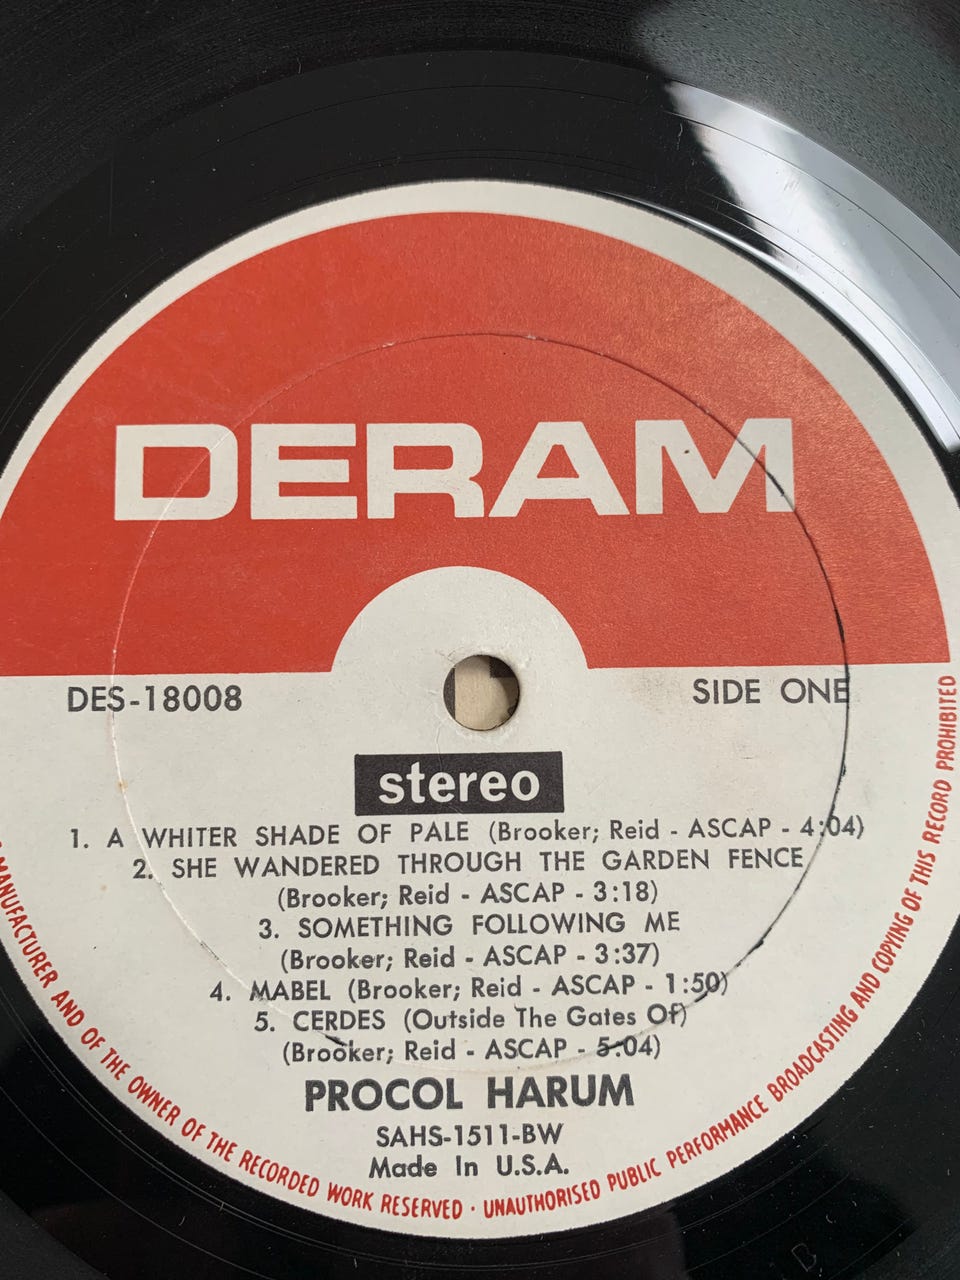 DERAM
DES-18008
SIDE ONE
stereo
1. A WHITER SHADE OF PALE (Brooker; Reid - ASCAP - 4:04)
2. SHE WANDERED THROUGH THE GARDEN FENCE
(Brooker; Reid - ASCAP - 3:18)
3. SOMETHING FOLLOWING ME
(Brooker; Reid - ASCAP - 3:37)
4. MABEL (Brooker; Reid - ASCAP - 1:50)
5. CERDES (Outside The Gates Of)
(Brooker; Reid - ASCAP - 5:04)
PROCOL HARUM
SAHS-1511-BW
Made In U.S.A.
MANUFACTURER AND OF THE OWNER OF THE RECORDED WORK RESERVED · UNAUTHORISED PUBLIC PERFORMANCE BROADCASTING AND COPYING OF THIS RECORD PROHIBITED